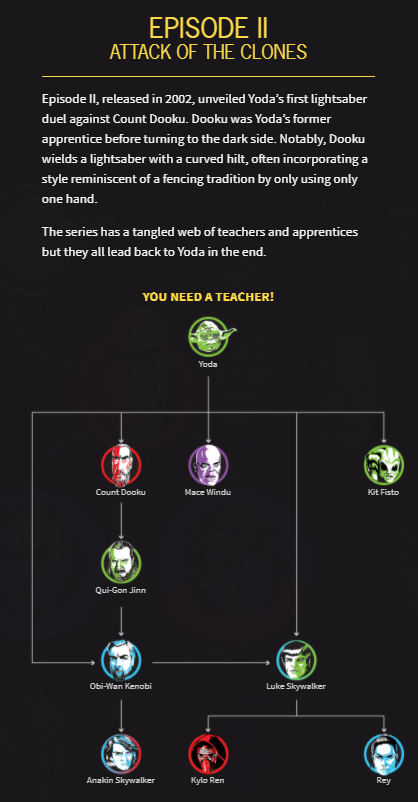 EPISODE II
ATTACK OF THE CLONES
Episode II, released in 2002, unveiled Yoda's first lightsaber
duel against Count Dooku. Dooku was Yoda's former
apprentice before turning to the dark side. Notably, Dooku
wields a lightsaber with a curved hilt, often incorporating a
style reminiscent of a fencing tradition by only using only
one hand.
The series has a tangled web of teachers and apprentices
but they all lead back to Yoda in the end.
YOU NEED A TEACHER!
Yoda
Count Dooku
Mace Windu
Kit Fisto
Qui-Gon Jinn
Obi-Wan Kenobi
Luke Skywalker
Anakin Skywalker
Kylo Ren
Rey